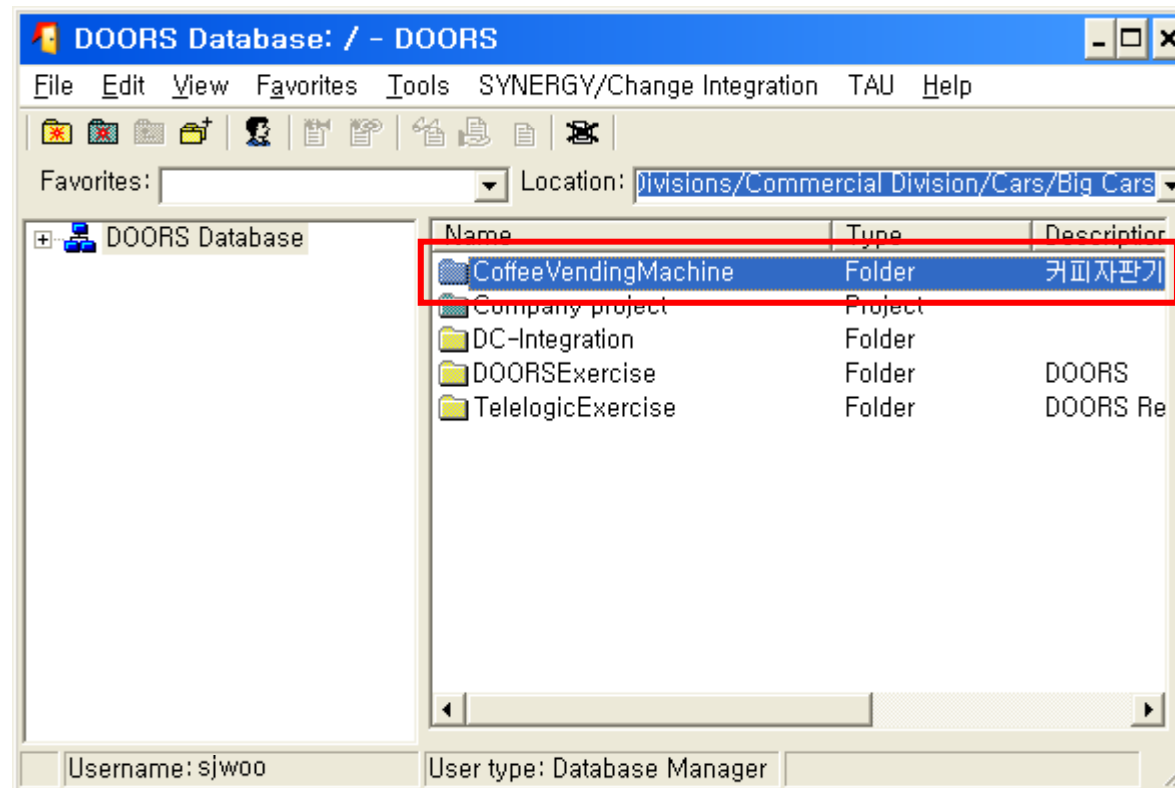 DOORS Database: / - DOORS
File Edit View Favorites Tools SYNERGY/Change Integration TAU Help
Favorites: Location: Divisions/Commercial Division/Cars/Big Cars
DOORS Database
Name Type Description
CoffeeVendingMachine Folder 커피자판기
Company project Project
DC-Integration Folder
DOORSExercise Folder DOORS
TelelogicExercise Folder DOORS Re
Username: sjwoo User type: Database Manager